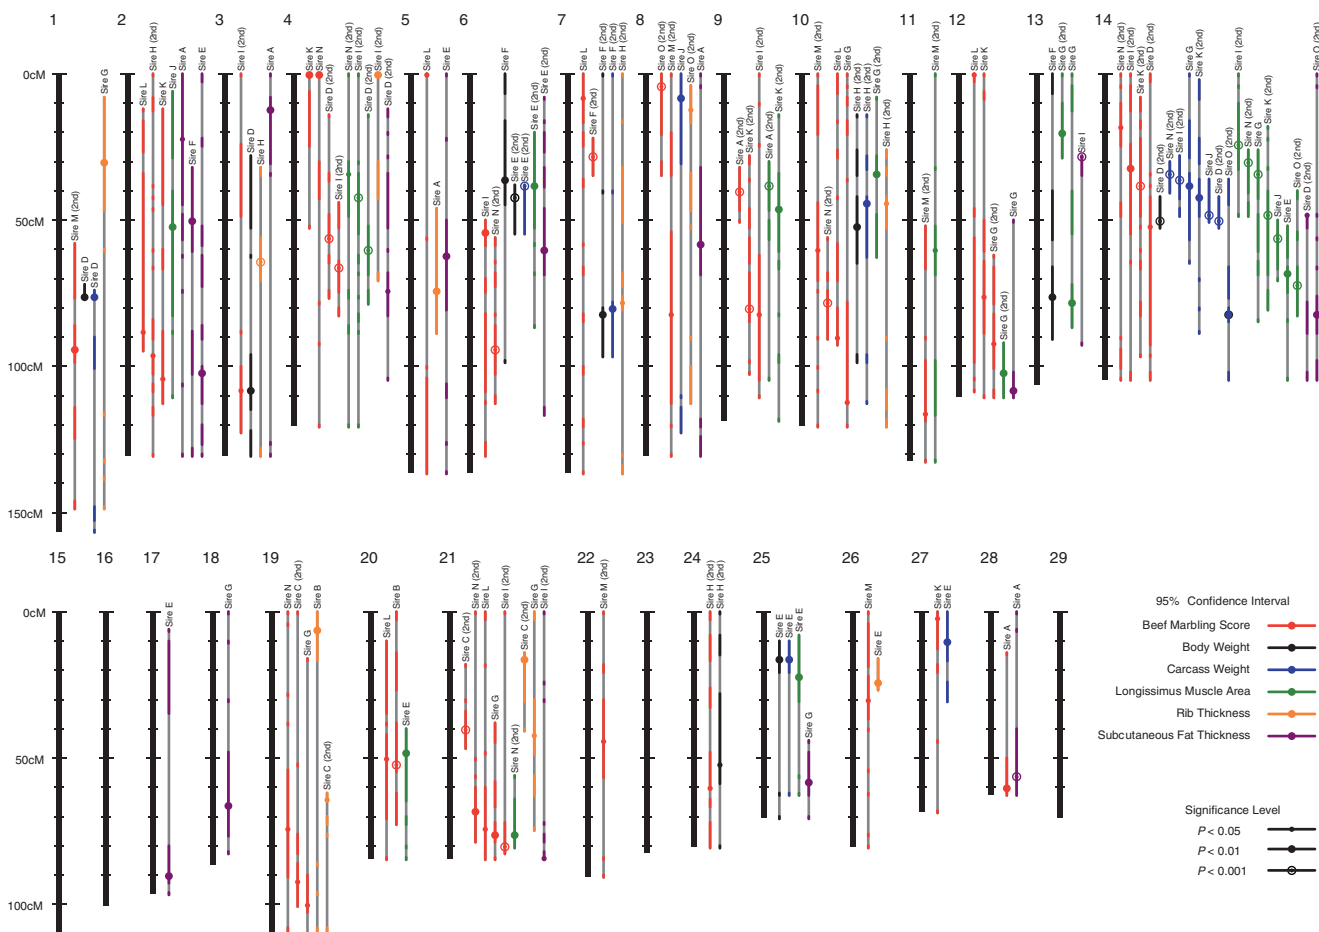 1 2 3 4 5 6 7 8 9 10 11 12 13 14
0cM
50cM
100cM
150cM
Sire M (2nd)
Sire D
Sire D
Sire G
Sire L
Sire H (2nd)
Sire K
Sire J
Sire A
Sire F
Sire E
Sire I (2nd)
Sire D
Sire H
Sire A
Sire K
Sire N
Sire D (2nd)
Sire I (2nd)
Sire N (2nd)
Sire I (2nd)
Sire D (2nd)
Sire I (2nd)
Sire D (2nd)
Sire L
Sire A
Sire E
Sire I
Sire N (2nd)
Sire F
Sire E (2nd)
Sire E (2nd)
Sire E (2nd)
Sire E (2nd)
Sire L
Sire F (2nd)
Sire F (2nd)
Sire F (2nd)
Sire H (2nd)
Sire O (2nd)
Sire M (2nd)
Sire J
Sire O (2nd)
Sire A
Sire A (2nd)
Sire K (2nd)
Sire I (2nd)
Sire A (2nd)
Sire K (2nd)
Sire M (2nd)
Sire N (2nd)
Sire L
Sire G
Sire H (2nd)
Sire H (2nd)
Sire G (2nd)
Sire H (2nd)
Sire M (2nd)
Sire M (2nd)
Sire L
Sire K
Sire G (2nd)
Sire G (2nd)
Sire G
Sire F
Sire G (2nd)
Sire G
Sire I
Sire N (2nd)
Sire I (2nd)
Sire K (2nd)
Sire D (2nd)
Sire D (2nd)
Sire N (2nd)
Sire I (2nd)
Sire G
Sire K (2nd)
Sire J
Sire D (2nd)
Sire O (2nd)
Sire I (2nd)
Sire N (2nd)
Sire G
Sire K (2nd)
Sire J
Sire E
Sire O (2nd)
Sire D (2nd)
Sire O (2nd)
15 16 17 18 19 20 21 22 23 24 25 26 27 28 29
0cM
50cM
100cM
Sire E
Sire G
Sire N
Sire C (2nd)
Sire G
Sire B
Sire C (2nd)
Sire L
Sire B
Sire E
Sire C (2nd)
Sire N (2nd)
Sire L
Sire G
Sire I (2nd)
Sire N (2nd)
Sire C (2nd)
Sire G
Sire I (2nd)
Sire M (2nd)
Sire H (2nd)
Sire H (2nd)
Sire E
Sire E
Sire E
Sire G
Sire M
Sire E
Sire K
Sire E
Sire A
Sire A
95% Confidence Interval
Beef Marbling Score
Body Weight
Carcass Weight
Longissimus Muscle Area
Rib Thickness
Subcutaneous Fat Thickness
Significance Level
P < 0.05
P < 0.01
P < 0.001